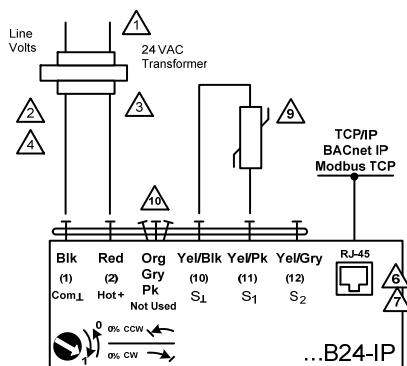 Line
Volts
1
24 VAC
Transformer
2
3
4
9
TCP/IP
BACnet IP
Modbus TCP
10
Blk
Red
Org
Gry
Pk
Yel/Blk
Yel/Pk
Yel/Gry
RJ-45
(1)
(2)
Not Used
(10)
(11)
(12)
6
Com⊥
Hot+
S⊥
S1
S2
7
0
0% CCW
0% CW
1
...B24-IP